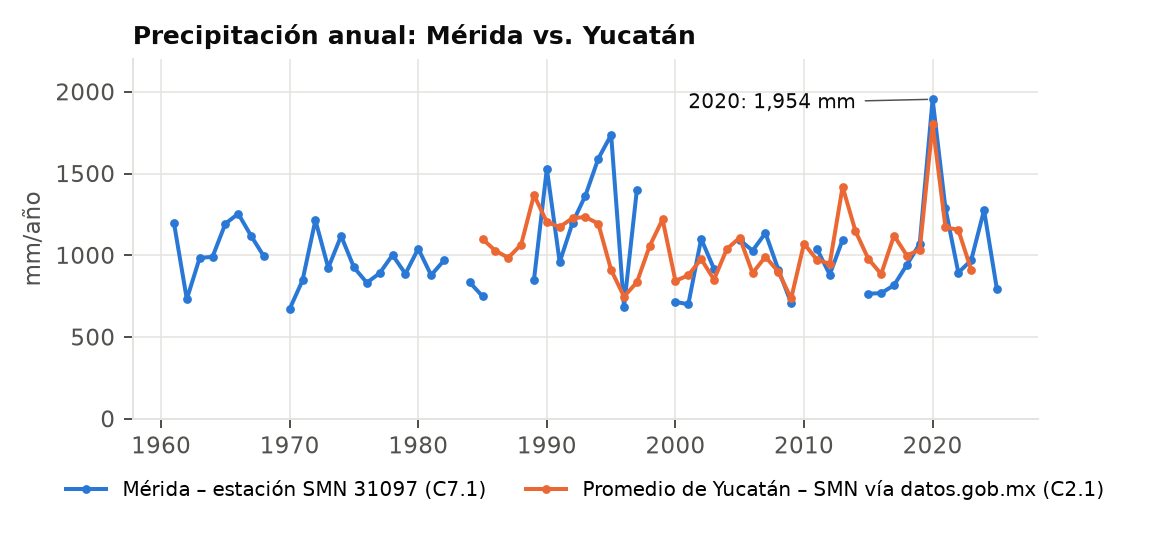 Precipitación anual: Mérida vs. Yucatán
2020: 1,954 mm
mm/año
2000
1500
1000
500
0
1960 1970 1980 1990 2000 2010 2020
Mérida – estación SMN 31097 (C7.1) Promedio de Yucatán – SMN vía datos.gob.mx (C2.1)